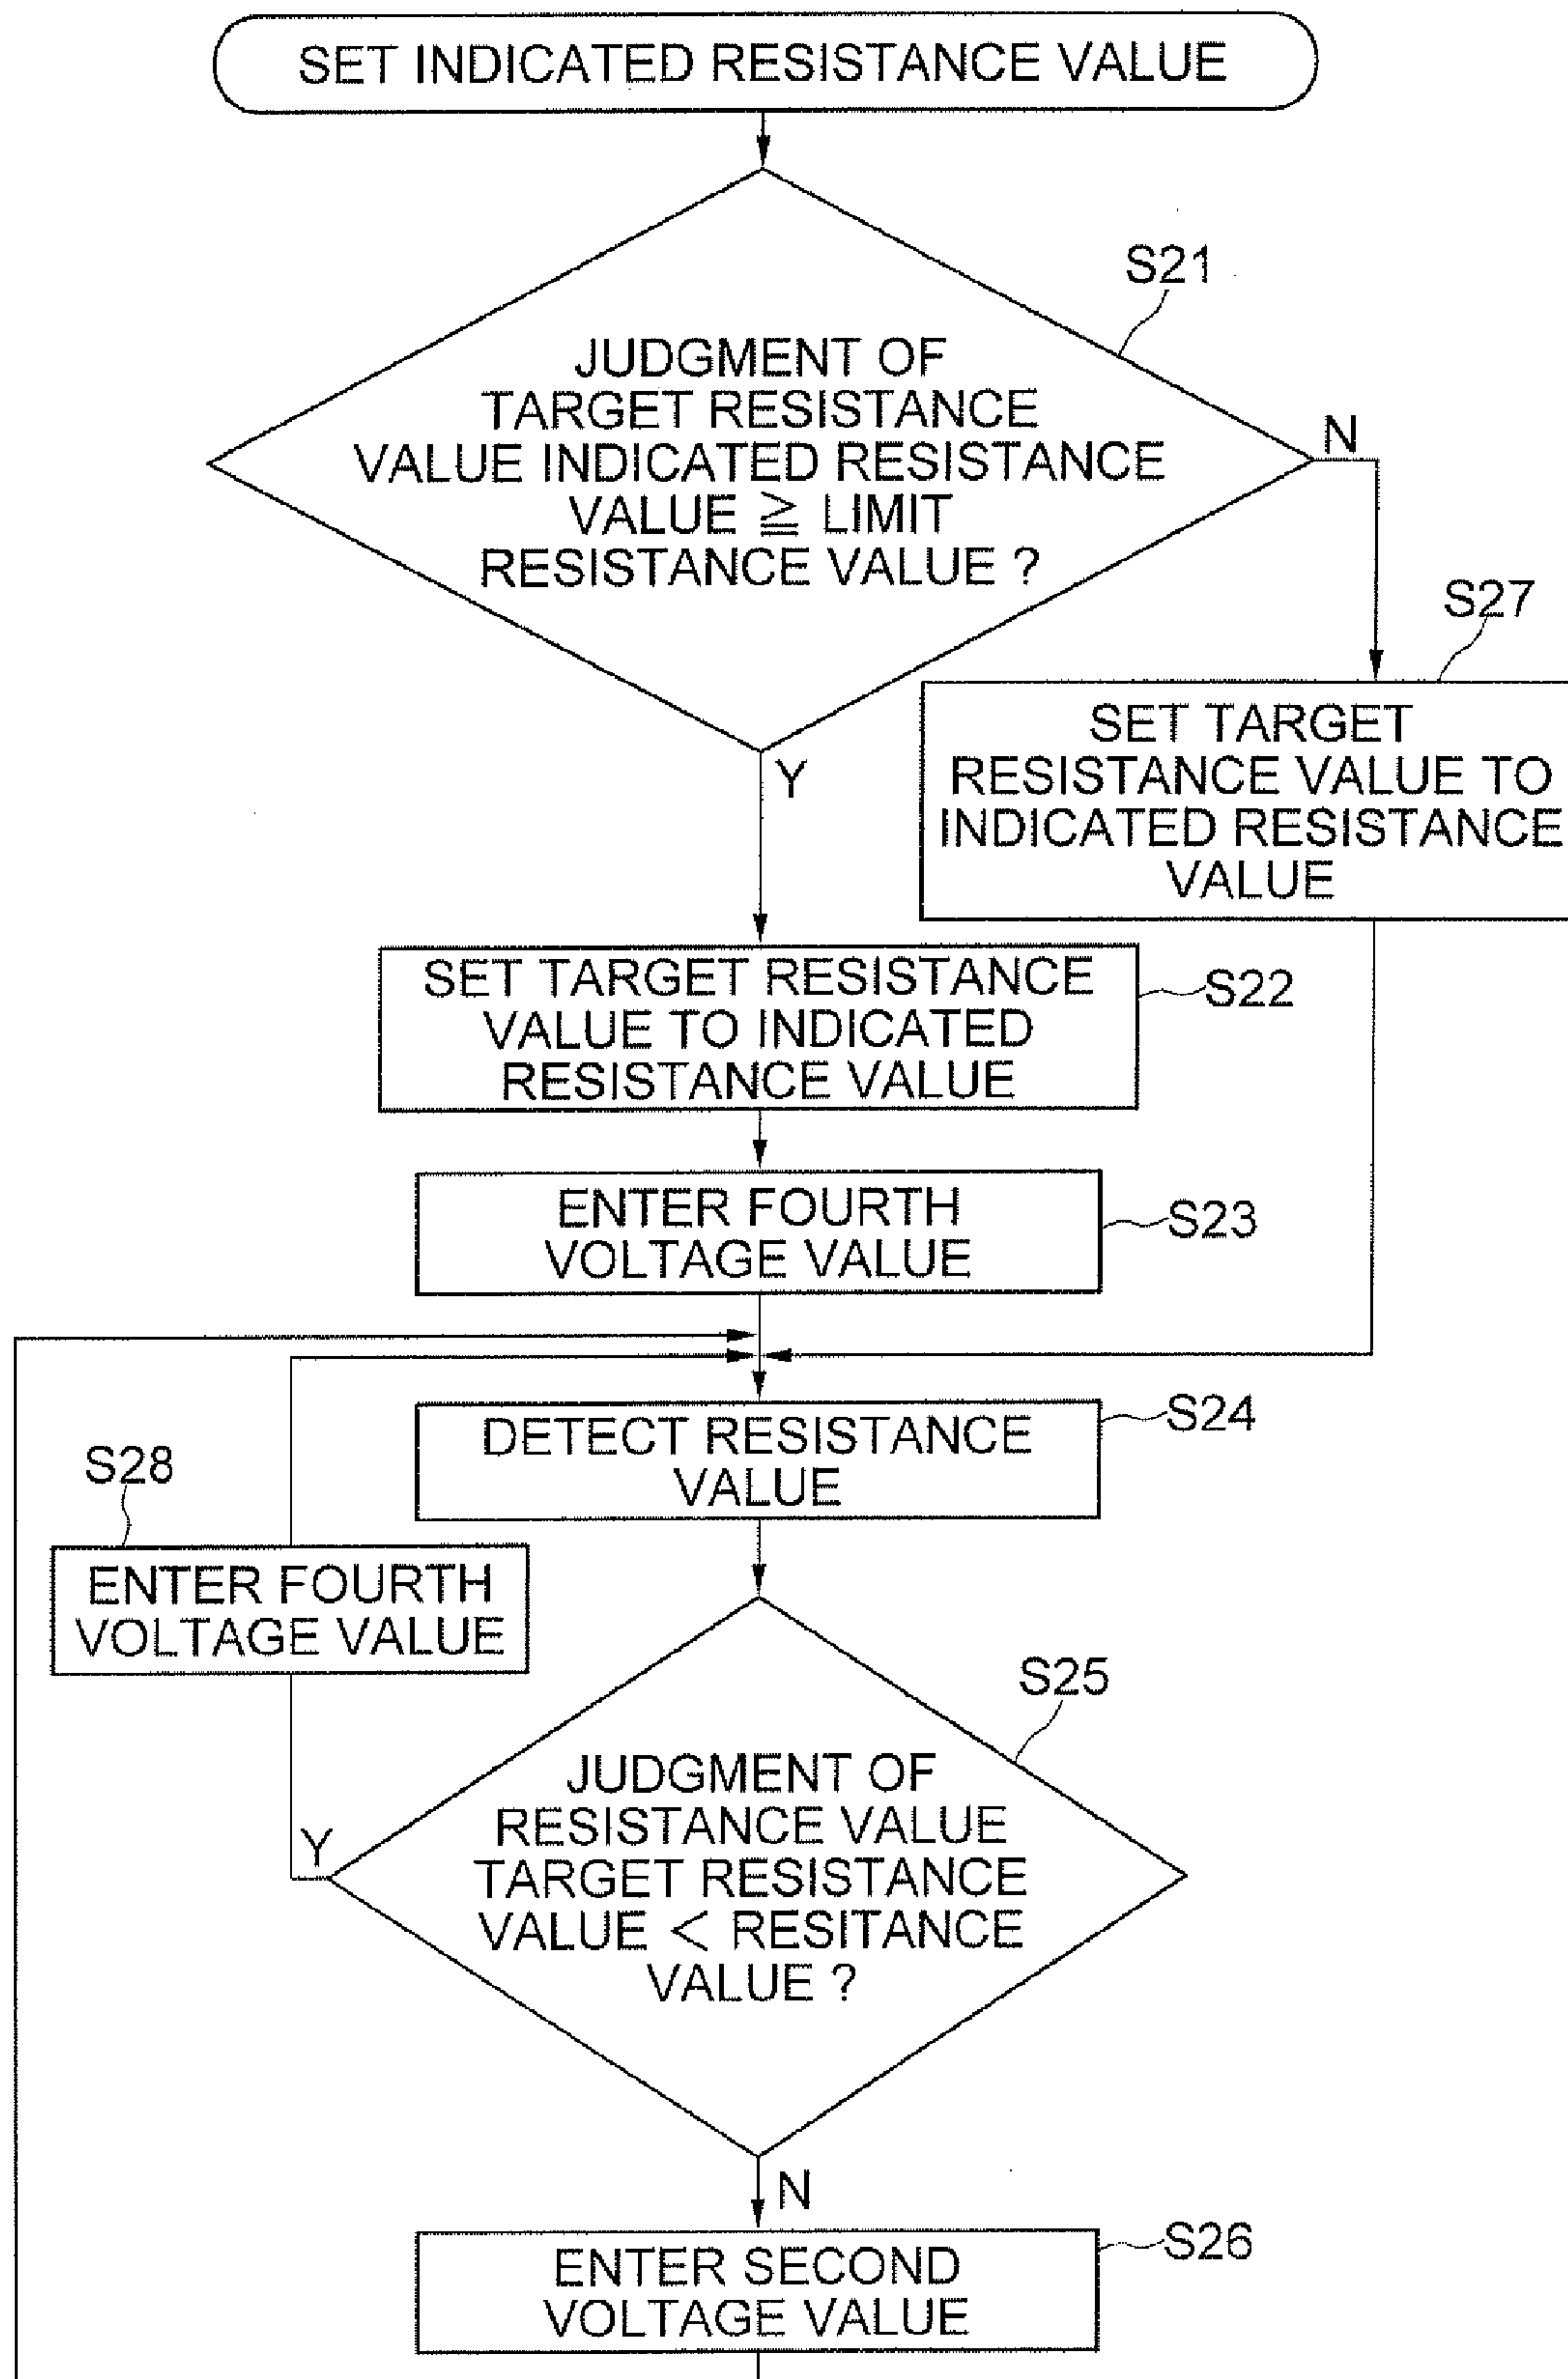 SET INDICATED RESISTANCE VALUE
S21
JUDGMENT OF
TARGET RESISTANCE
VALUE INDICATED RESISTANCE
VALUE ≧ LIMIT
RESISTANCE VALUE ?
N
S27
SET TARGET
RESISTANCE VALUE TO
INDICATED RESISTANCE
VALUE
Y
SET TARGET RESISTANCE
VALUE TO INDICATED
RESISTANCE VALUE
S22
ENTER FOURTH
VOLTAGE VALUE
S23
DETECT RESISTANCE
VALUE
S24
S28
ENTER FOURTH
VOLTAGE VALUE
S25
JUDGMENT OF
RESISTANCE VALUE
TARGET RESISTANCE
VALUE < RESITANCE
VALUE ?
Y
N
ENTER SECOND
VOLTAGE VALUE
S26